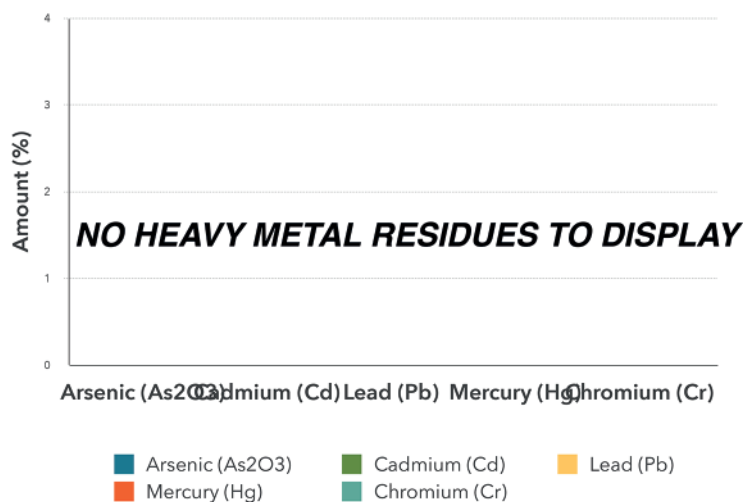 4
3
2
1
0
Amount (%)
NO HEAVY METAL RESIDUES TO DISPLAY
Arsenic (As2O3) Cadmium (Cd) Lead (Pb) Mercury (Hg) Chromium (Cr)
Arsenic (As2O3) Cadmium (Cd) Lead (Pb)
Mercury (Hg) Chromium (Cr)